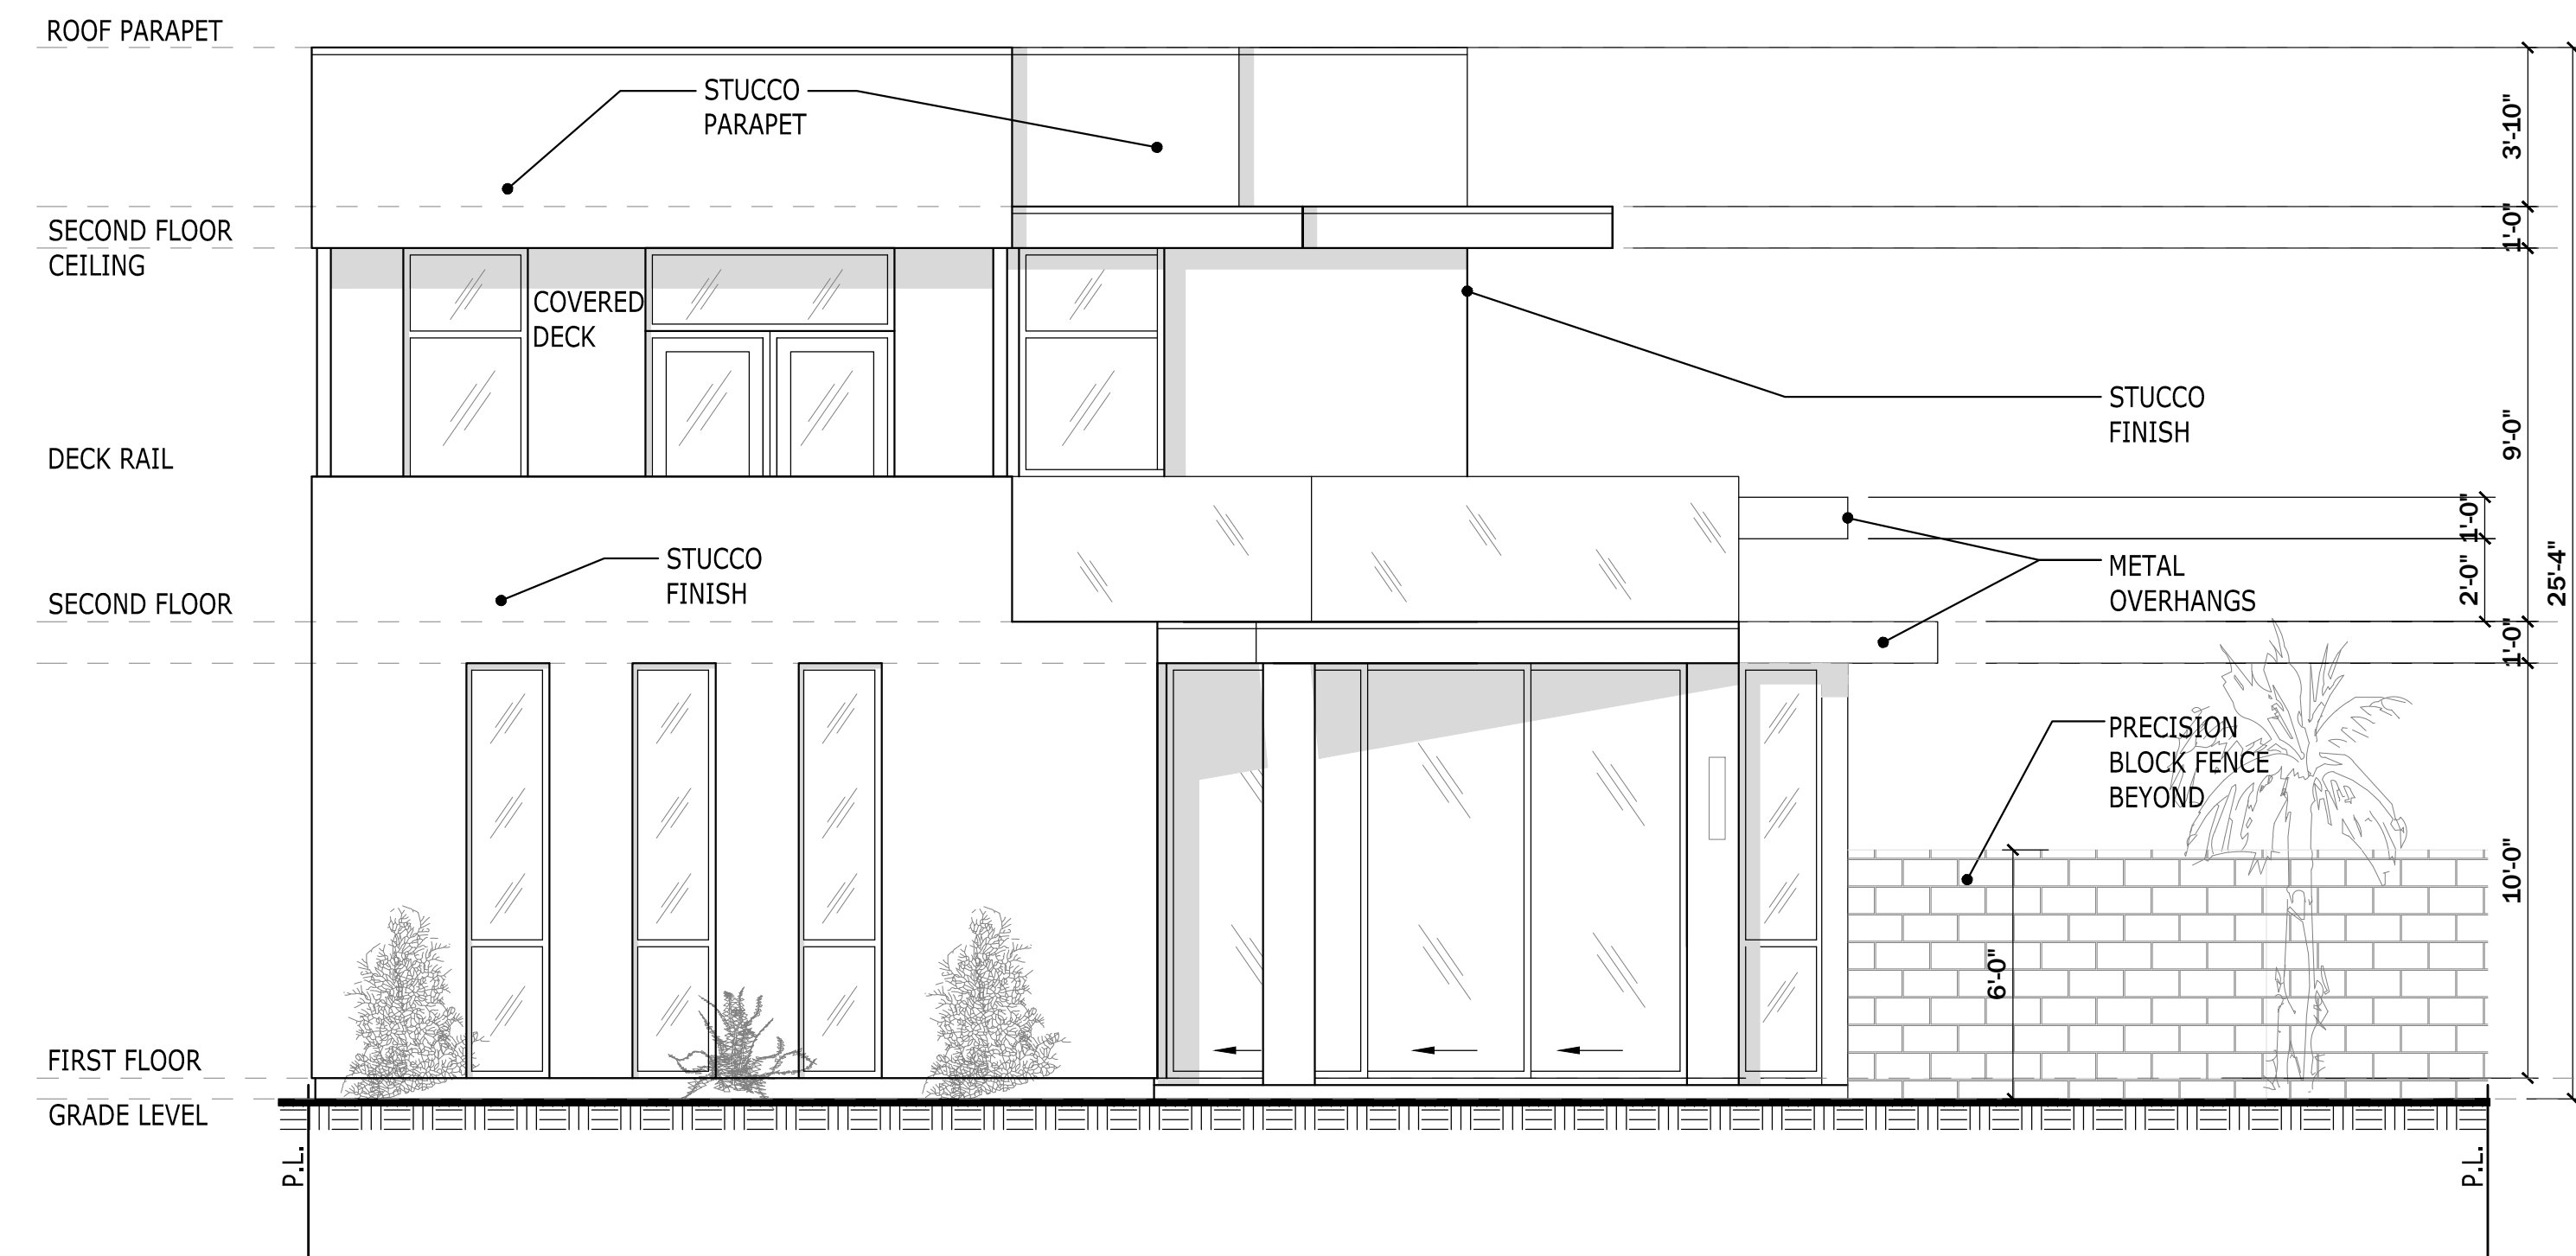 ROOF PARAPET
STUCCO
PARAPET
3'-10"
SECOND FLOOR
CEILING
1'-0"
COVERED
DECK
STUCCO
FINISH
9'-0"
DECK RAIL
1'-0"
STUCCO
FINISH
METAL
OVERHANGS
2'-0"
25'-4"
SECOND FLOOR
1'-0"
PRECISION
BLOCK FENCE
BEYOND
10'-0"
6'-0"
FIRST FLOOR
GRADE LEVEL
P.L.
P.L.